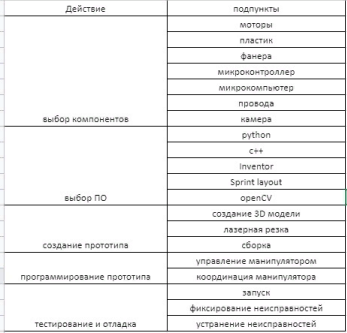 Действие подпункты
моторы
пластик
фанера
микроконтроллер
микрокомпьютер
провода
выбор компонентов камера
python
c++
Inventor
Sprint layout
выбор ПО openCV
создание 3D модели
лазерная резка
создание прототипа сборка
управление манипулятором
программирование прототипа координация манипулятора
запуск
фиксирование неисправностей
тестирование и отладка устранение неисправностей